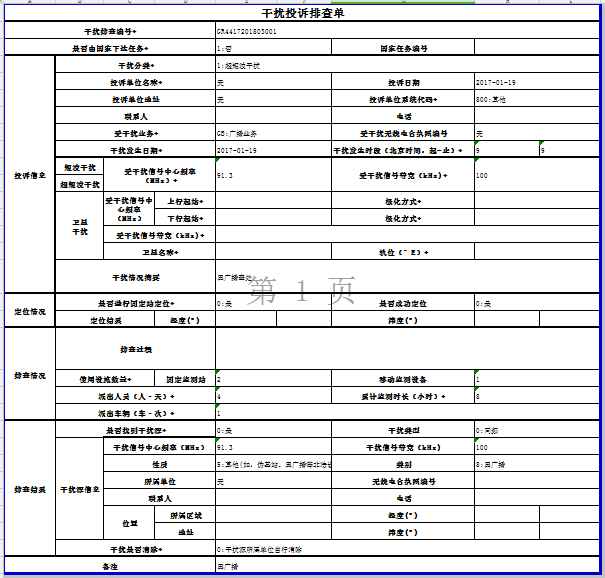 干扰投诉排查单
干扰排查编号* GR4417201803001
是否由国家下达任务* 1:否 国家任务编号
投诉信息
干扰分类* 1:超短波干扰
投诉单位名称* 无 投诉日期 2017-01-19
投诉单位地址 无 投诉单位系统代码* 800:其他
联系人 电话
受干扰业务* GB:广播业务 受干扰无线电台执照编号 无
干扰发生日期* 2017-01-19 干扰发生时段（北京时间，起-止）* 9 9
短波干扰
超短波干扰
受干扰信号中心频率（MHz）* 91.3 受干扰信号带宽（kHz）* 100
卫星干扰
受干扰信号中心频率（MHz）
上行起始* 极化方式*
下行起始* 极化方式*
受干扰信号带宽（kHz）*
卫星名称* 轨位（°E）*
干扰情况摘要 黑广播查处
第 1 页
定位情况
是否进行固定站定位* 0:是 是否成功定位 0:是
定位结果 经度(°) 纬度(°)
排查情况
排查过程
使用设施数量* 固定监测站 2 移动监测设备 1
派出人员（人·天）* 4 累计监测时长（小时）* 8
派出车辆（车·次）* 1
排查结果
是否找到干扰源* 0:是 干扰类型 0:同频
干扰源信息
干扰信号中心频率（MHz） 91.3 干扰信号带宽（kHz） 100
性质 5:其他(如，伪基站、黑广播等非法设 类别 8:黑广播
所属单位 无 无线电台执照编号
联系人 电话
位置
所属区域 经度(°)
地址 纬度(°)
干扰是否消除* 0:干扰源所属单位自行消除
备注 黑广播